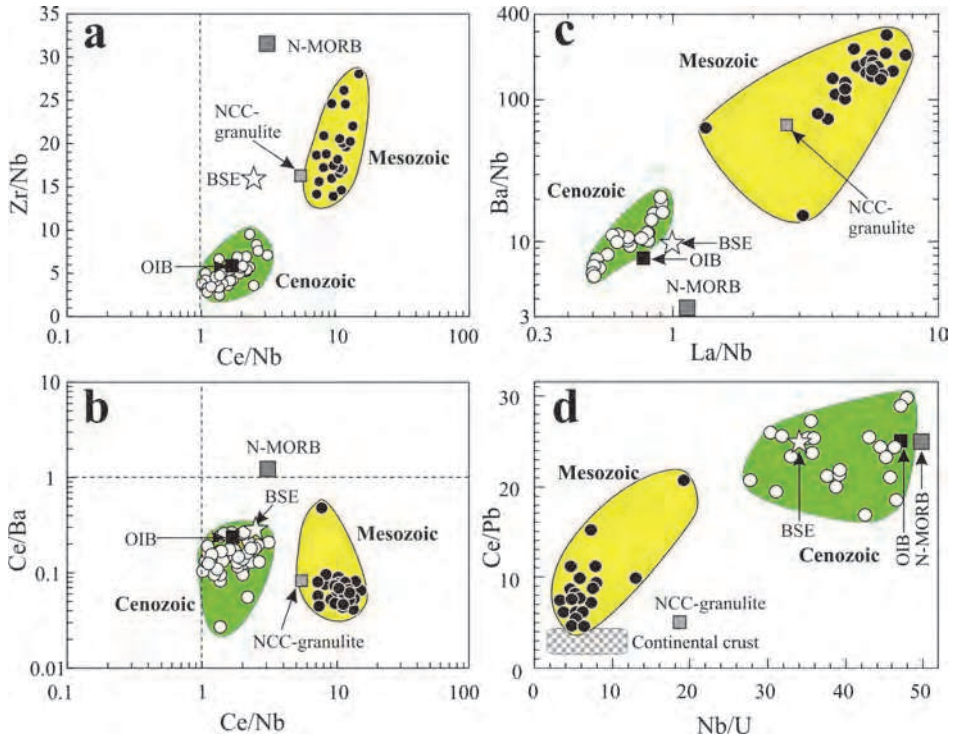 a
35
30
25
20
15
10
5
0
Zr/Nb
N-MORB
NCC-
granulite
Mesozoic
BSE
OIB
Cenozoic
0.1
1
10
100
Ce/Nb
c
400
100
10
3
Ba/Nb
Mesozoic
Cenozoic
NCC-
granulite
BSE
OIB
N-MORB
0.3
1
10
La/Nb
b
10
1
0.1
0.01
Ce/Ba
N-MORB
BSE
OIB
Mesozoic
Cenozoic
NCC-granulite
0.1
1
10
100
Ce/Nb
d
30
20
10
0
Ce/Pb
Mesozoic
BSE
Cenozoic
OIB
N-MORB
NCC-granulite
Continental crust
0
10
20
30
40
50
Nb/U